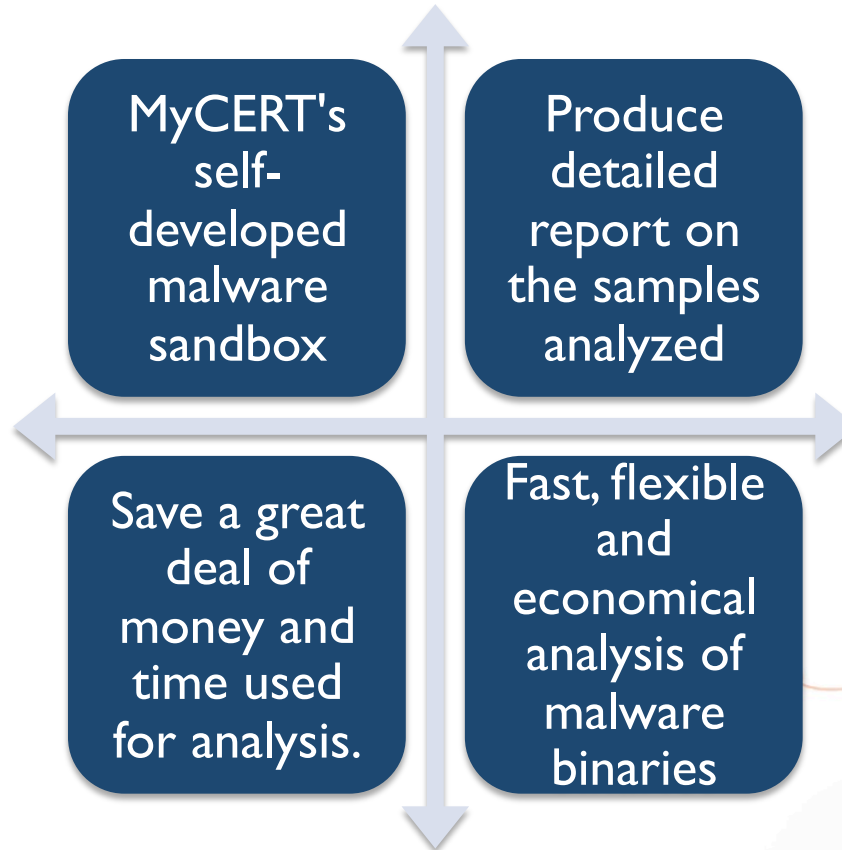 MyCERT's
self-
developed
malware
sandbox
Produce
detailed
report on
the samples
analyzed
Save a great
deal of
money and
time used
for analysis.
Fast, flexible
and
economical
analysis of
malware
binaries